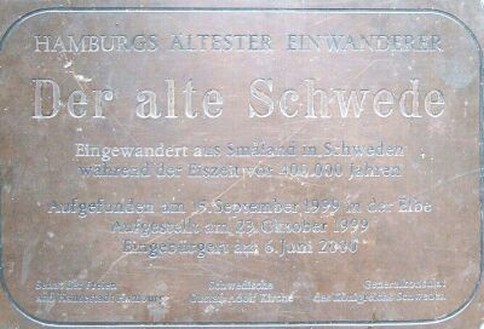 HAMBURGS ÄLTESTER EINWANDERER
Der alte Schwede
Eingewandert aus Småland in Schweden
während der Eiszeit vor 400.000 Jahren
Aufgefunden am 15. September 1999 in der Elbe
Aufgestellt am 23. Oktober 1999
Eingebürgert am 6. Juni 2000
Senat der Freien
und Hansestadt Hamburg
Schwedische
Gustaf Adolf Kirche
Generalkonsulat
des Königreichs Schweden